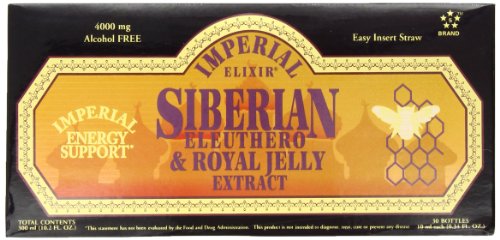 4000 mg
Alcohol FREE
IMPERIAL
ELIXIR®
Easy Insert Straw
5
BRAND
TM
SIBERIAN
ELEUTHERO
& ROYAL JELLY
EXTRACT
IMPERIAL
ENERGY
SUPPORT*
TOTAL CONTENTS
300 ml (10.2 FL. OZ.)
*This statement has not been evaluated by the Food and Drug Administration. This product is not intended to diagnose, treat, cure or prevent any disease
30 BOTTLES
10 ml each (0.34 FL. OZ.)